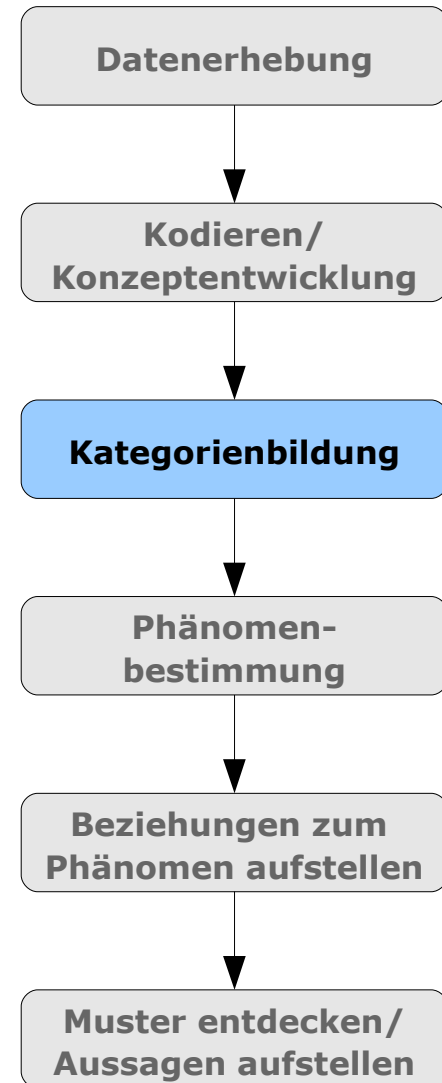 Datenerhebung
Kodieren/
Konzeptentwicklung
Kategorienbildung
Phänomen-
bestimmung
Beziehungen zum
Phänomen aufstellen
Muster entdecken/
Aussagen aufstellen